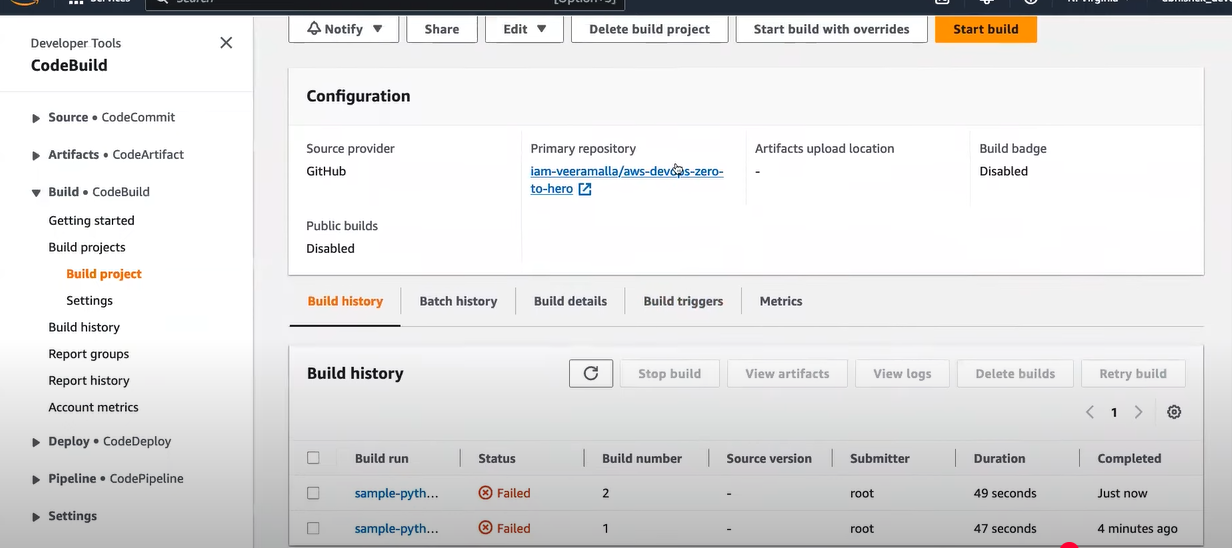 Services
Search
[Option+S]
N. Virginia
Developer Tools
CodeBuild
Source • CodeCommit
Artifacts • CodeArtifact
Build • CodeBuild
Getting started
Build projects
Build project
Settings
Build history
Report groups
Report history
Account metrics
Deploy • CodeDeploy
Pipeline • CodePipeline
Settings
Notify
Share
Edit
Delete build project
Start build with overrides
Start build
Configuration
Source provider
GitHub
Primary repository
iam-veeramalla/aws-devops-zero-
to-hero
Artifacts upload location
-
Build badge
Disabled
Public builds
Disabled
Build history Batch history Build details Build triggers Metrics
Build history
Stop build View artifacts View logs Delete builds Retry build
1
Build run Status Build number Source version Submitter Duration Completed
sample-pyth... Failed 2 - root 49 seconds Just now
sample-pyth... Failed 1 - root 47 seconds 4 minutes ago